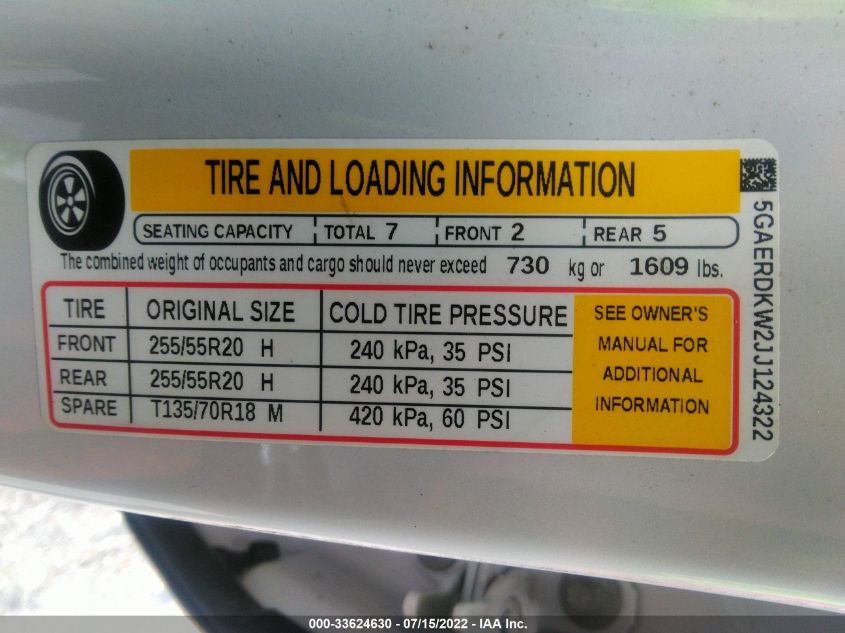 TIRE AND LOADING INFORMATION
SEATING CAPACITY TOTAL 7 FRONT 2 REAR 5
The combined weight of occupants and cargo should never exceed 730 kg or 1609 lbs.
TIRE ORIGINAL SIZE COLD TIRE PRESSURE
FRONT 255/55R20 H 240 kPa, 35 PSI
REAR 255/55R20 H 240 kPa, 35 PSI
SPARE T135/70R18 M 420 kPa, 60 PSI
SEE OWNER'S
MANUAL FOR
ADDITIONAL
INFORMATION
5GAERDKW2JJ124322
000-33624630 - 07/15/2022 - IAA Inc.